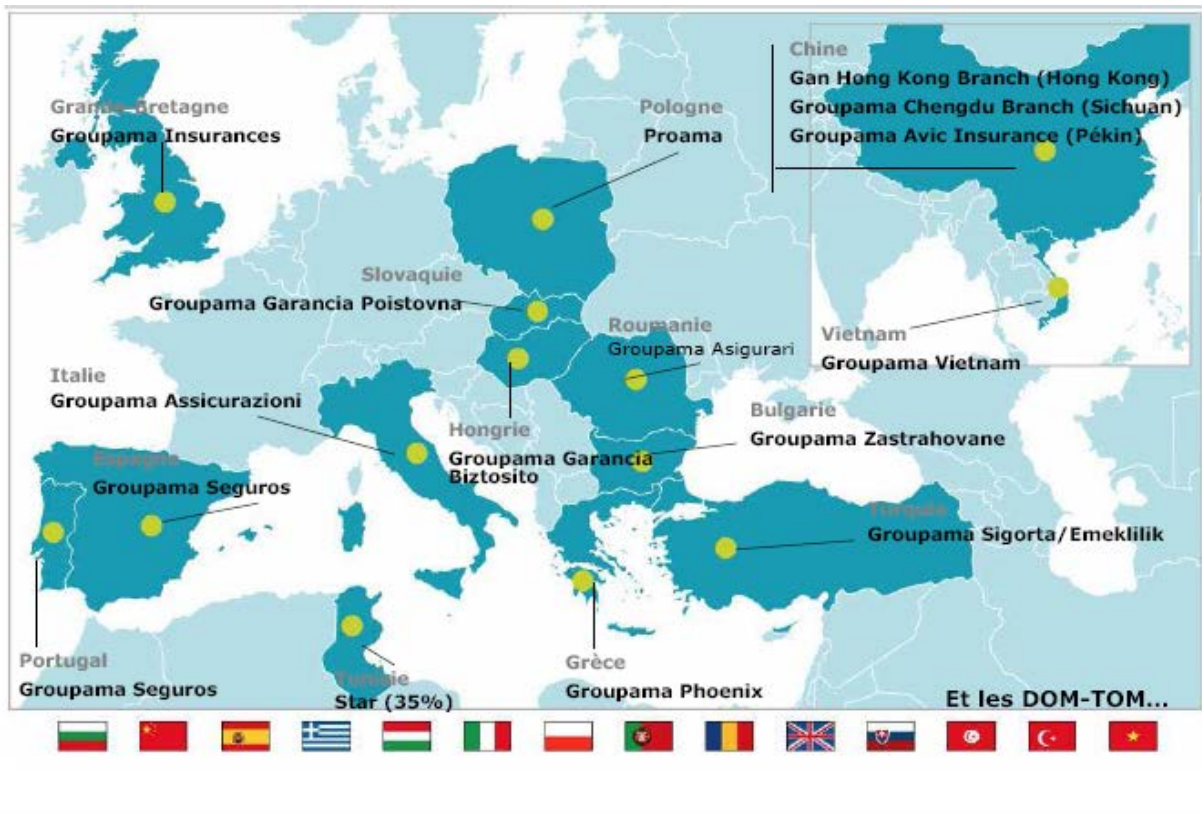 Grande Bretagne
Groupama Insurances
Pologne
Proama
Chine
Gan Hong Kong Branch (Hong Kong)
Groupama Chengdu Branch (Sichuan)
Groupama Avic Insurance (Pékin)
Slovaquie
Groupama Garancia Poistovna
Roumanie
Groupama Asigurari
Vietnam
Groupama Vietnam
Italie
Groupama Assicurazioni
Hongrie
Groupama Garancia
Biztosito
Bulgarie
Groupama Zastrahovane
Espagne
Groupama Seguros
Turquie
Groupama Sigorta/Emeklilik
Portugal
Groupama Seguros
Tunisie
Star (35%)
Grèce
Groupama Phoenix
Et les DOM-TOM...